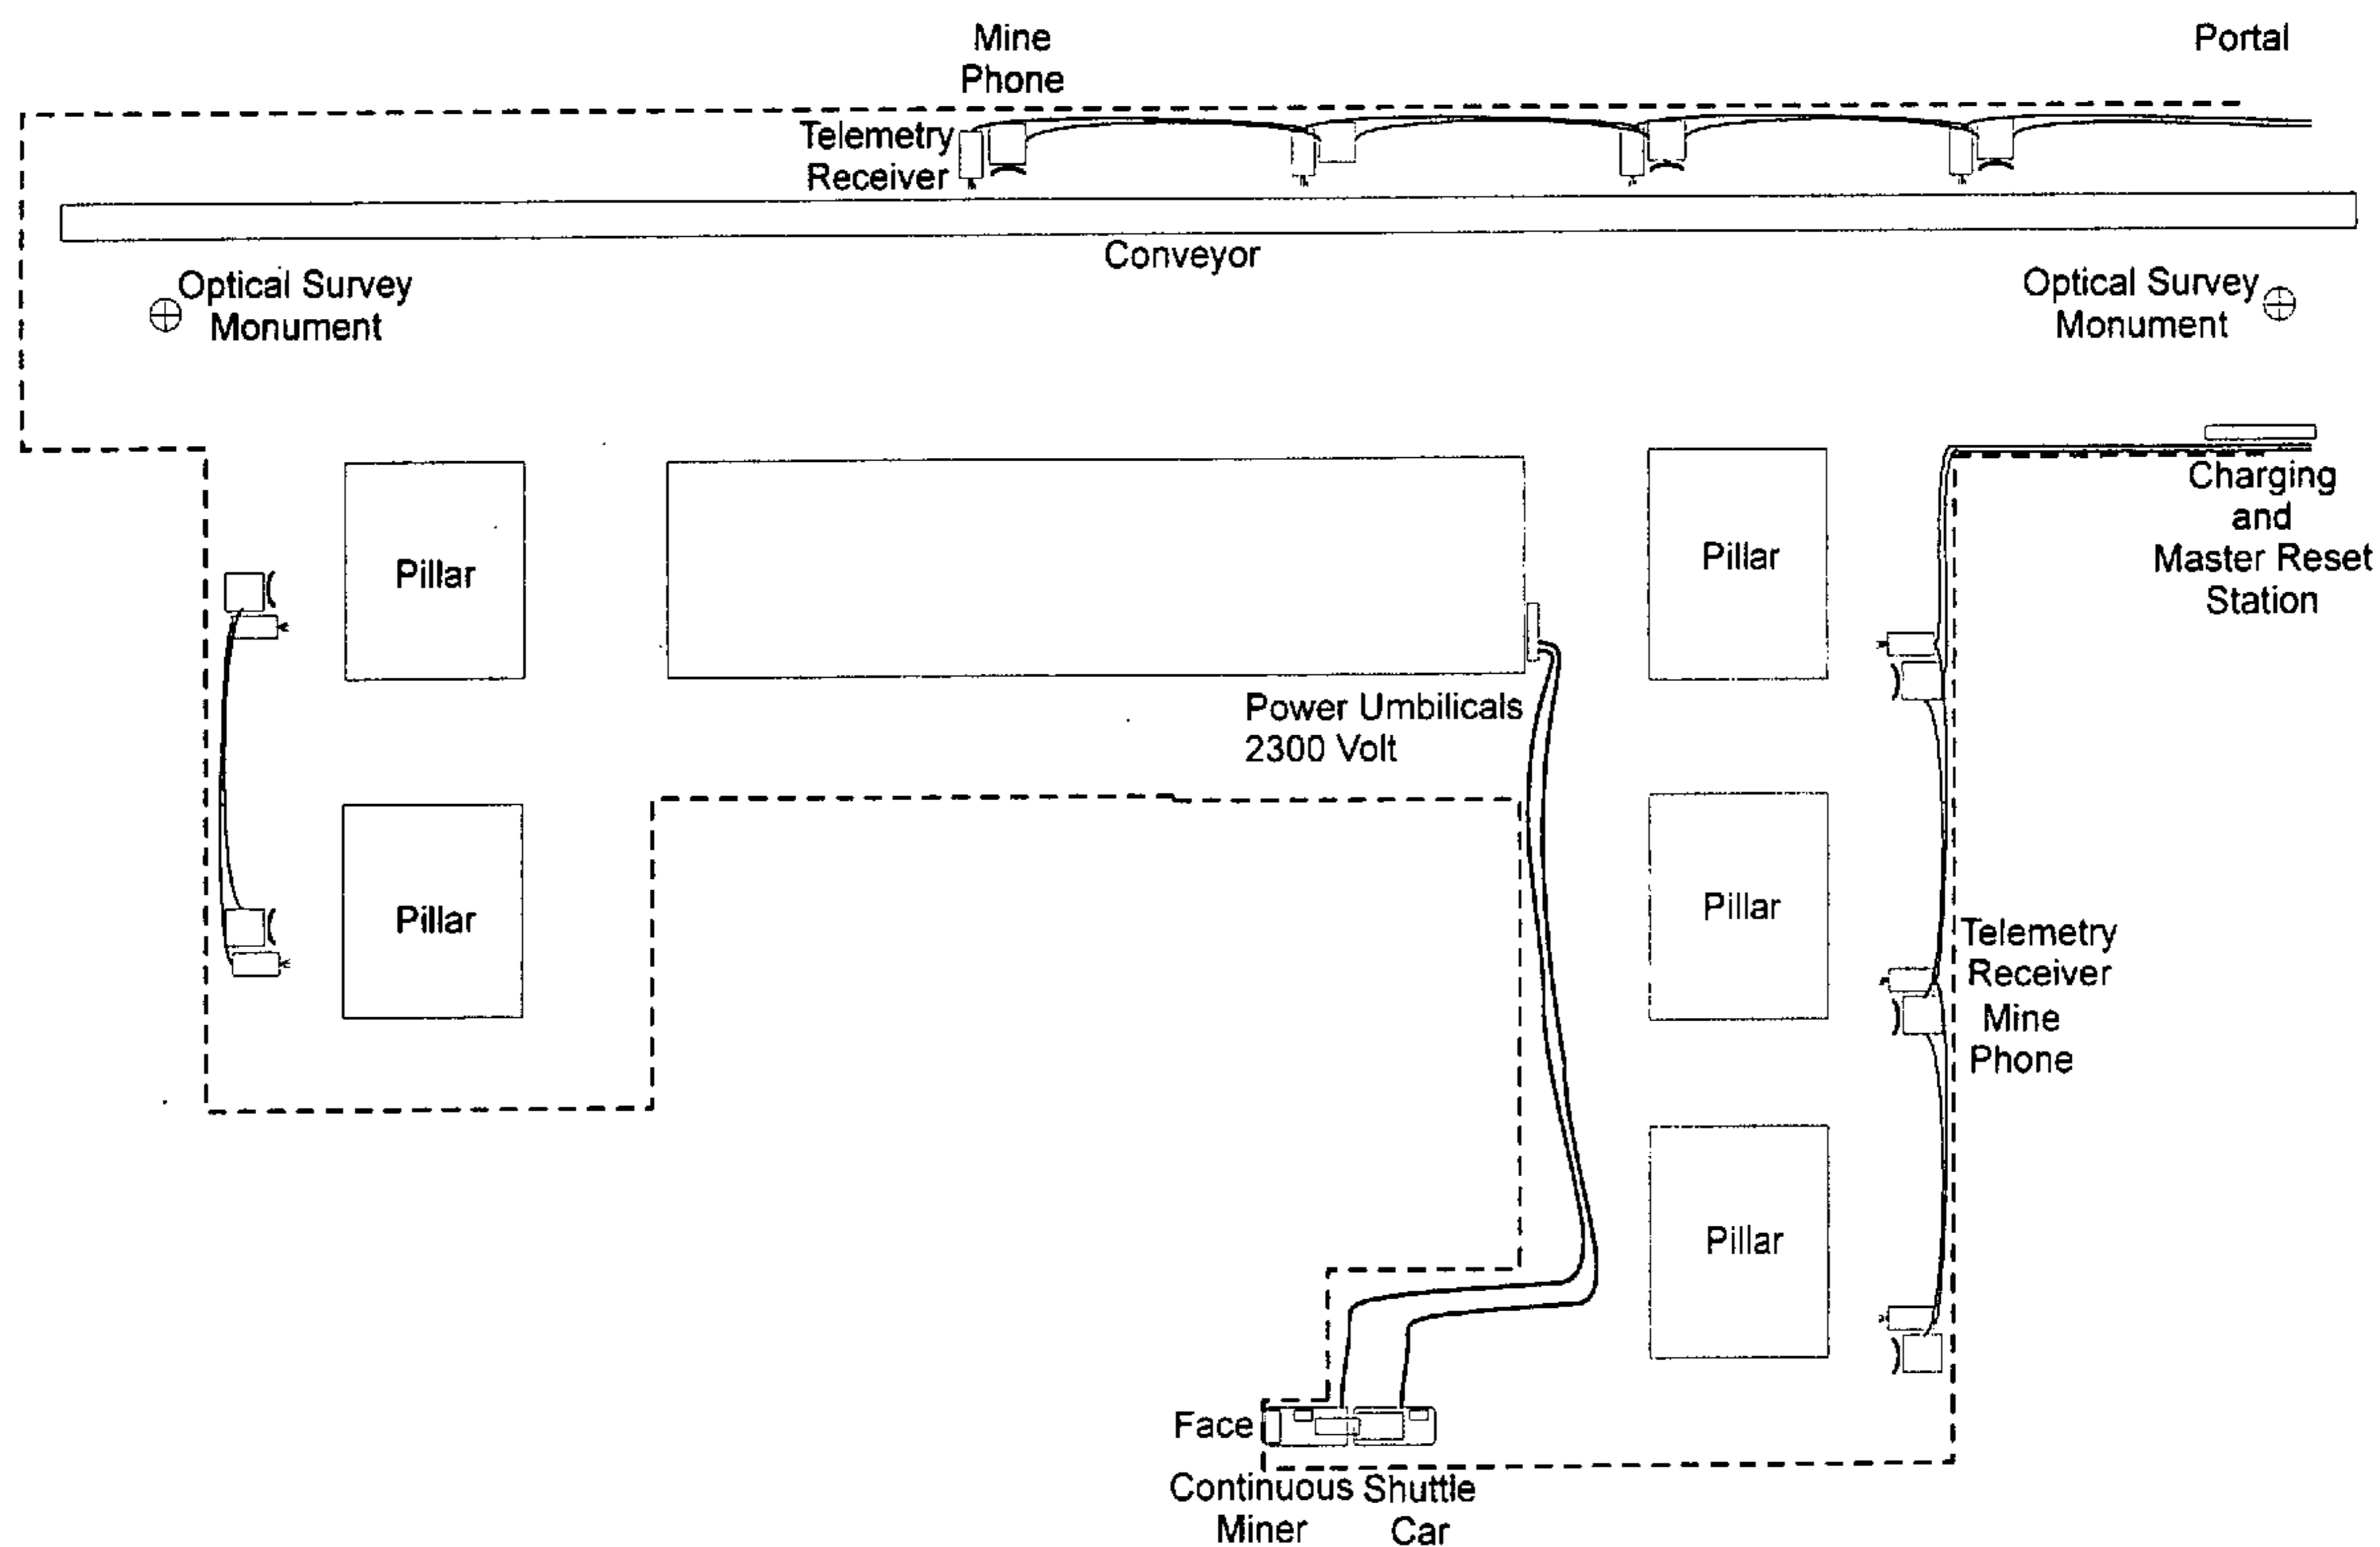 Mine
Phone
Portal
Telemetry
Receiver
Conveyor
Optical Survey
Monument
Optical Survey
Monument
Charging
and
Master Reset
Station
Pillar
Pillar
Power Umbilicals
2300 Volt
Pillar
Pillar
Telemetry
Receiver
Mine
Phone
Pillar
Face
Continuous
Miner
Shuttle
Car